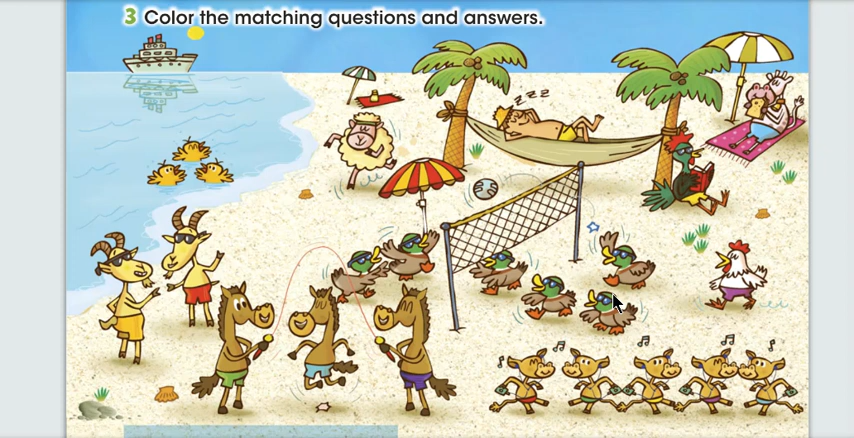 3 Color the matching questions and answers.
z z z